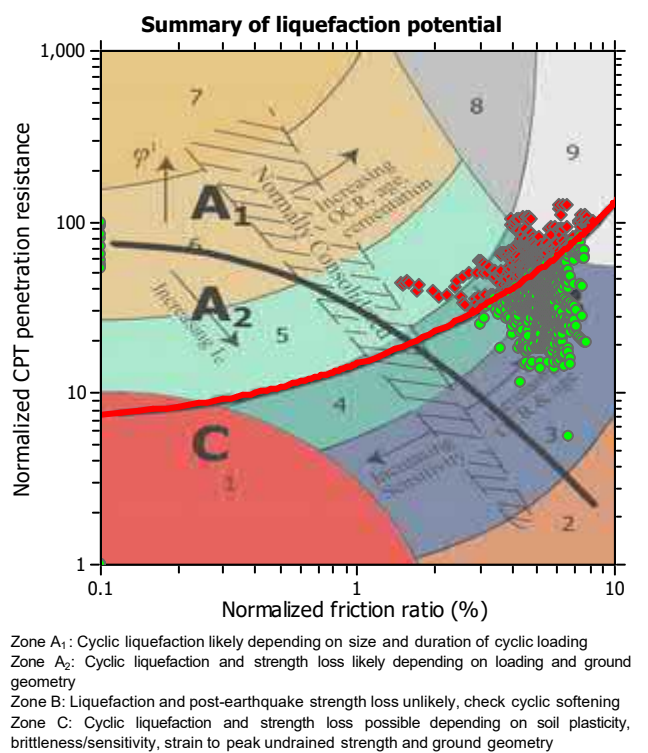 Summary of liquefaction potential
Normalized CPT penetration resistance
1,000
100
10
1
0.1
1
10
Normalized friction ratio (%)
7
8
9
φ'
A1
Normally Consolidated
Increasing
OCR, age,
cementation
6
A2
Increasing Ic
5
4
C
1
Increasing
Sensitivity
OCR & age
3
2
Zone A1: Cyclic liquefaction likely depending on size and duration of cyclic loading
Zone A2: Cyclic liquefaction and strength loss likely depending on loading and ground
geometry
Zone B: Liquefaction and post-earthquake strength loss unlikely, check cyclic softening
Zone C: Cyclic liquefaction and strength loss possible depending on soil plasticity,
brittleness/sensitivity, strain to peak undrained strength and ground geometry